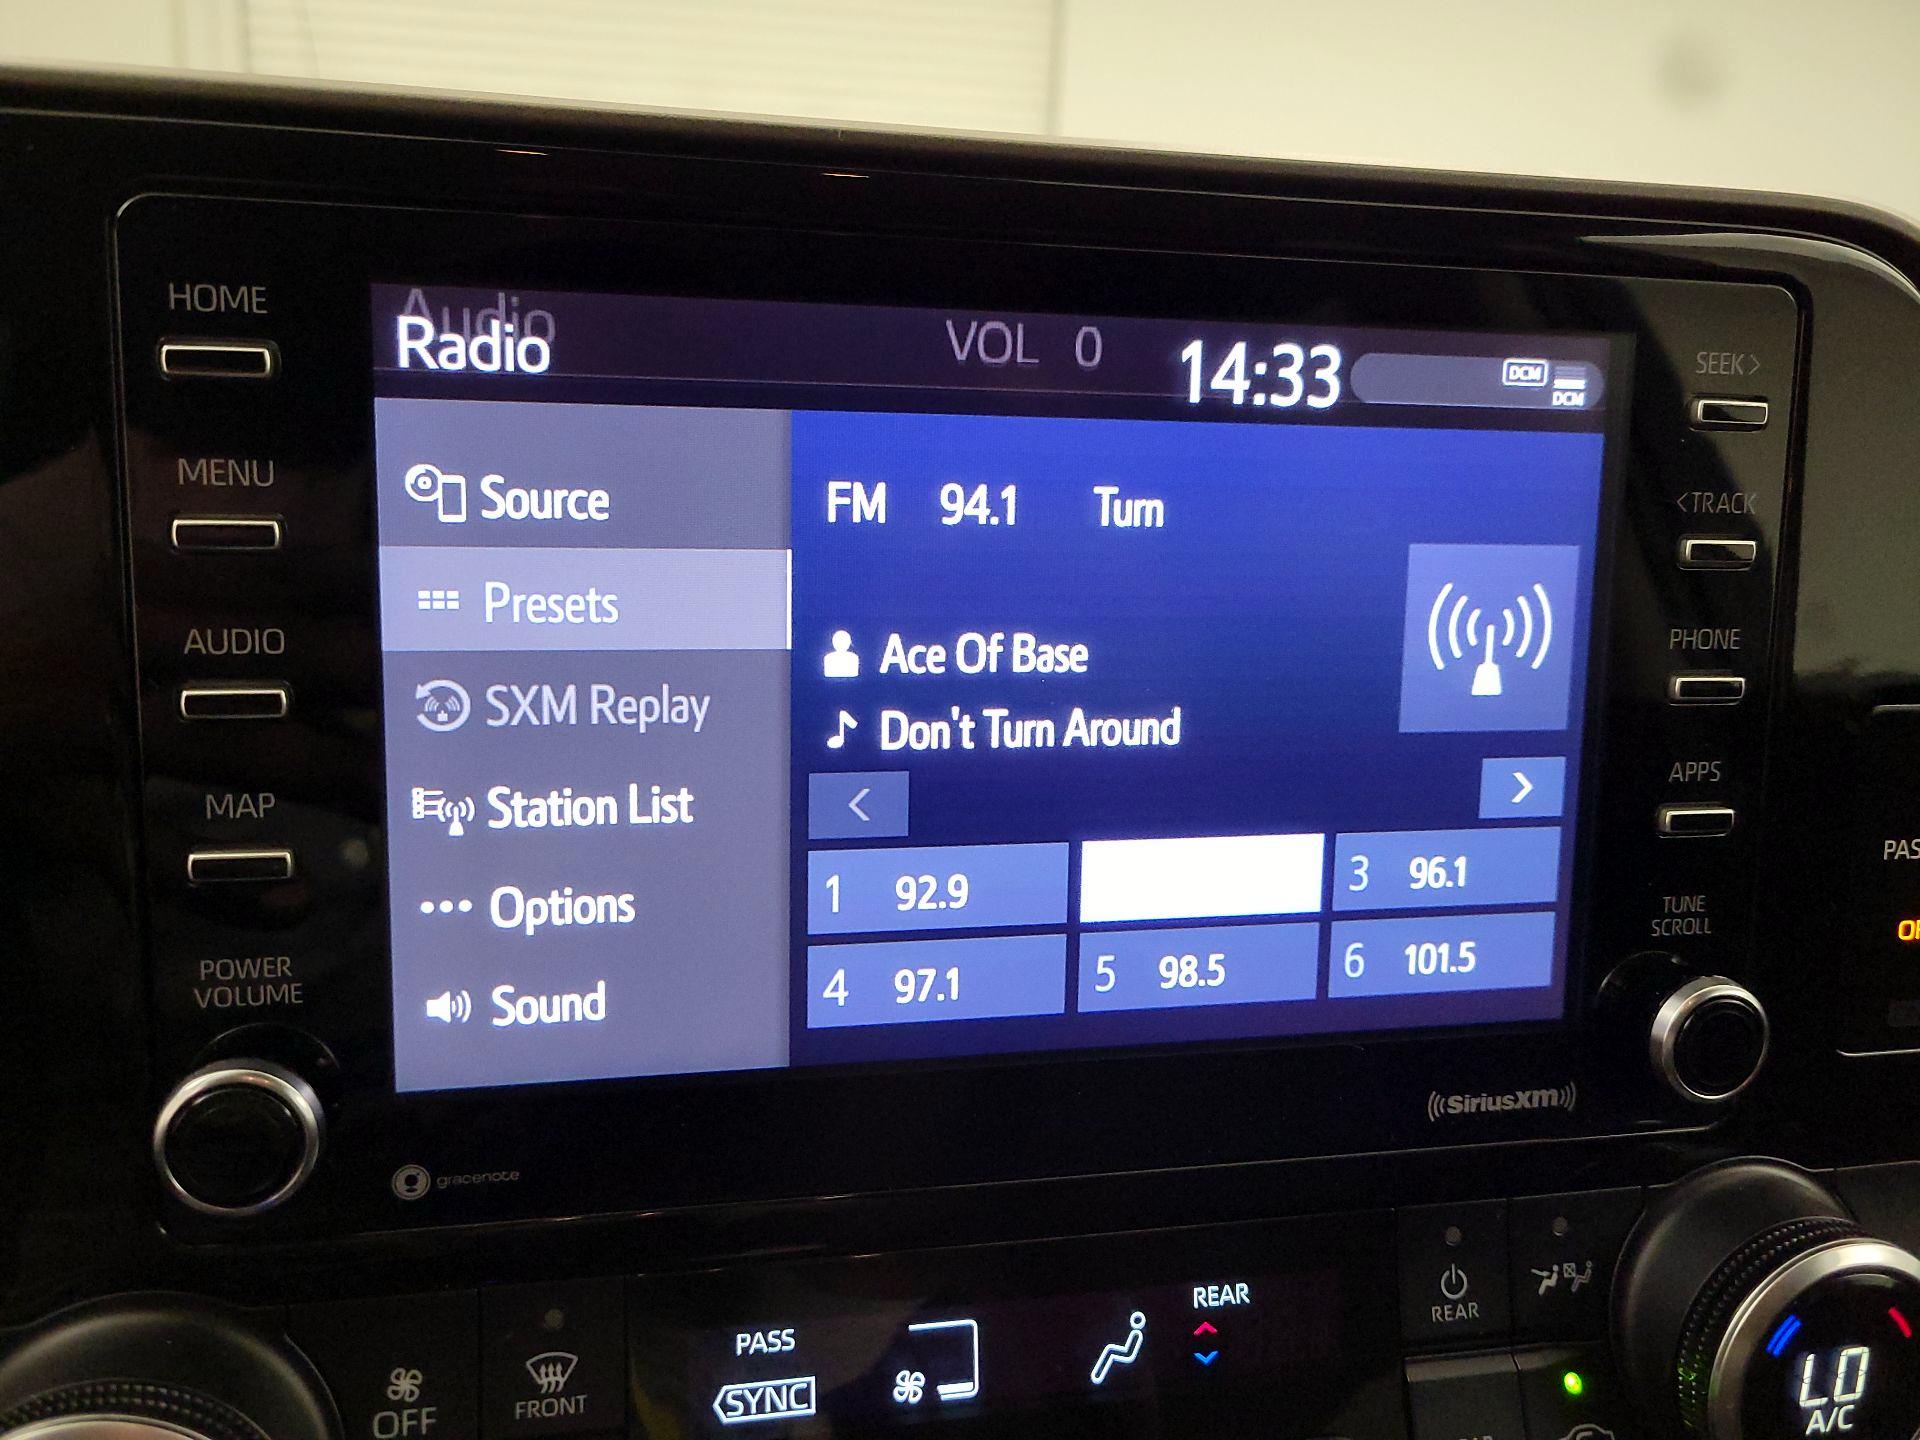 HOME
MENU
AUDIO
MAP
POWER
VOLUME
Audio
Radio
VOL 0
14:33
DCM
DCM
Source
Presets
SXM Replay
Station List
Options
Sound
FM 94.1 Turn
Ace Of Base
Don't Turn Around
<
>
1 92.9
3 96.1
4 97.1
5 98.5
6 101.5
SEEK>
<TRACK
PHONE
APPS
TUNE
SCROLL
((SiriusXM))
gracenote
OFF
FRONT
PASS
SYNC
REAR
REAR
LO
A/C